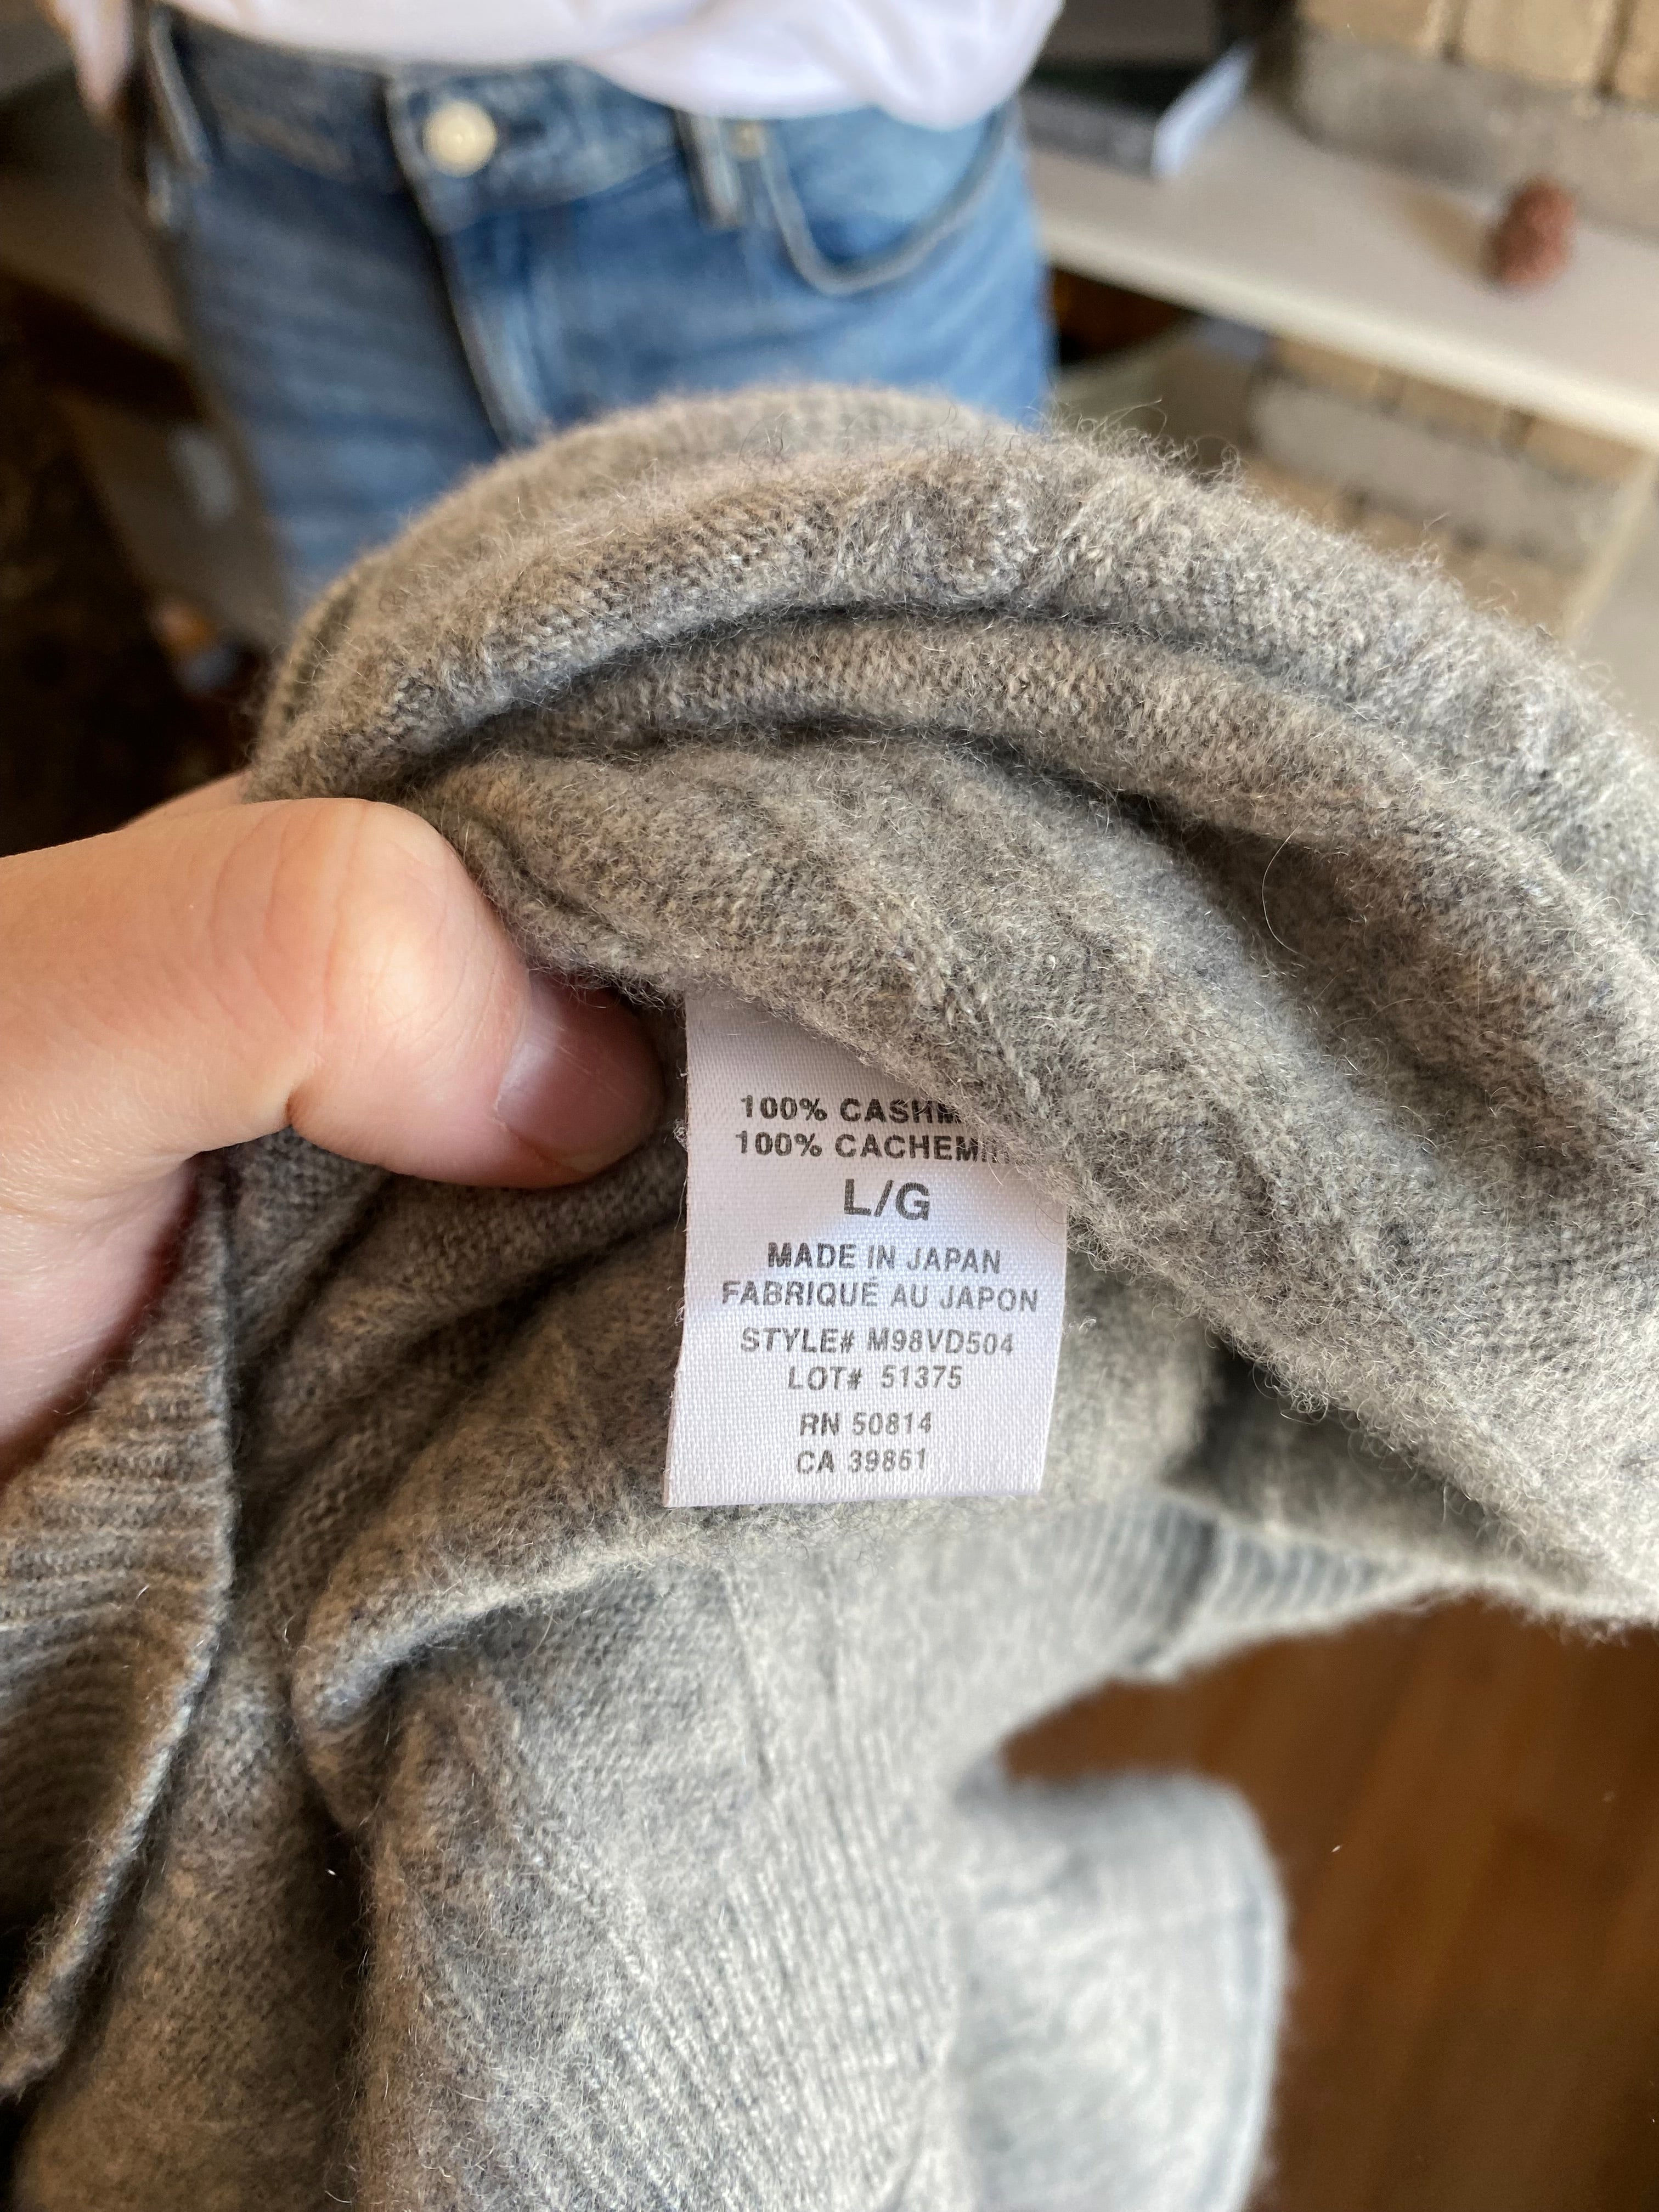 100% CASHM
100% CACHEMI
L/G
MADE IN JAPAN
FABRIQUÉ AU JAPON
STYLE# M98VD504
LOT# 51375
RN 50814
CA 39861